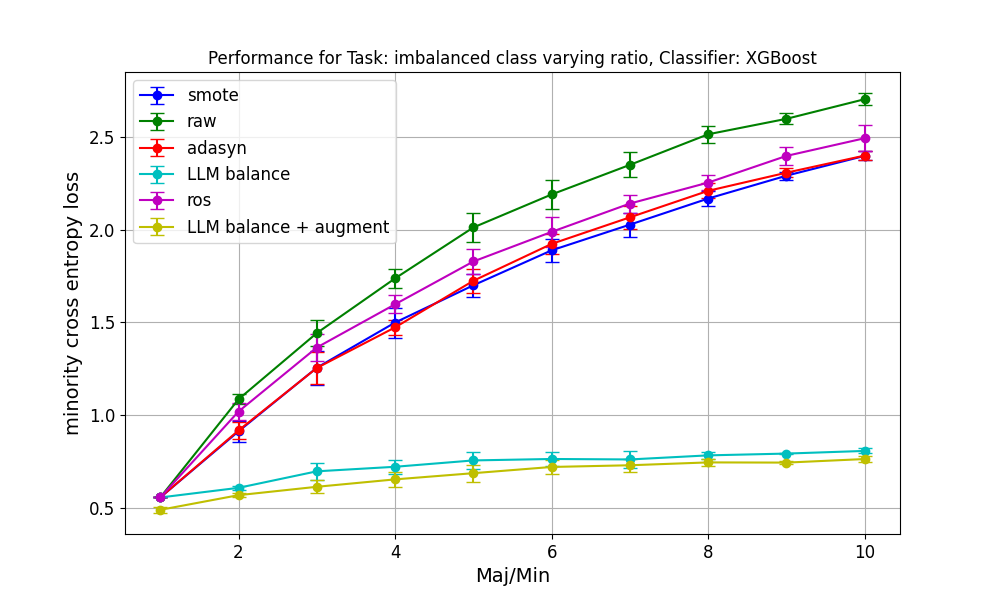 Performance for Task: imbalanced class varying ratio, Classifier: XGBoost
smote
raw
adasyn
LLM balance
ros
LLM balance + augment
minority cross entropy loss
2.5
2.0
1.5
1.0
0.5
2 4 6 8 10
Maj/Min